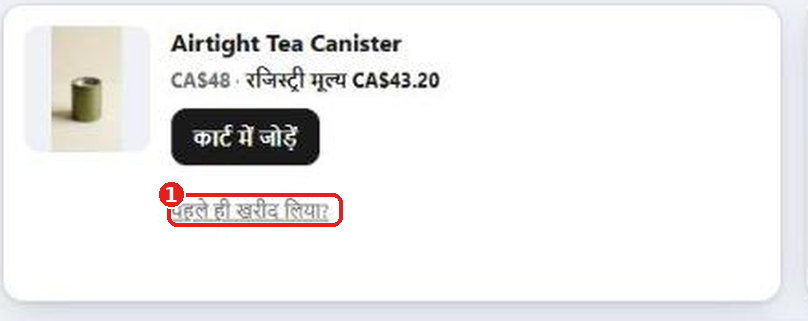 Airtight Tea Canister
CA$48 · रजिस्ट्री मूल्य CA$43.20
कार्ट में जोड़ें
1
पहले ही खरीद लिया?